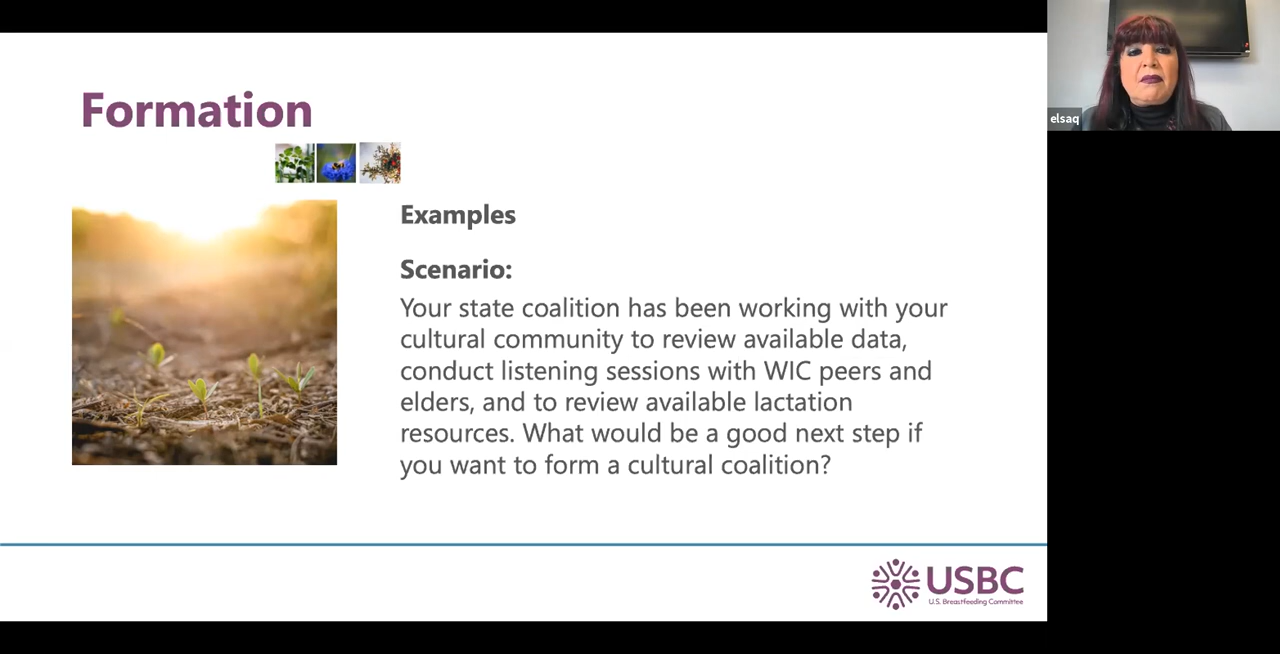 Formation
Examples
Scenario:
Your state coalition has been working with your
cultural community to review available data,
conduct listening sessions with WIC peers and
elders, and to review available lactation
resources. What would be a good next step if
you want to form a cultural coalition?
USBC
U.S. Breastfeeding Committee
elsaq